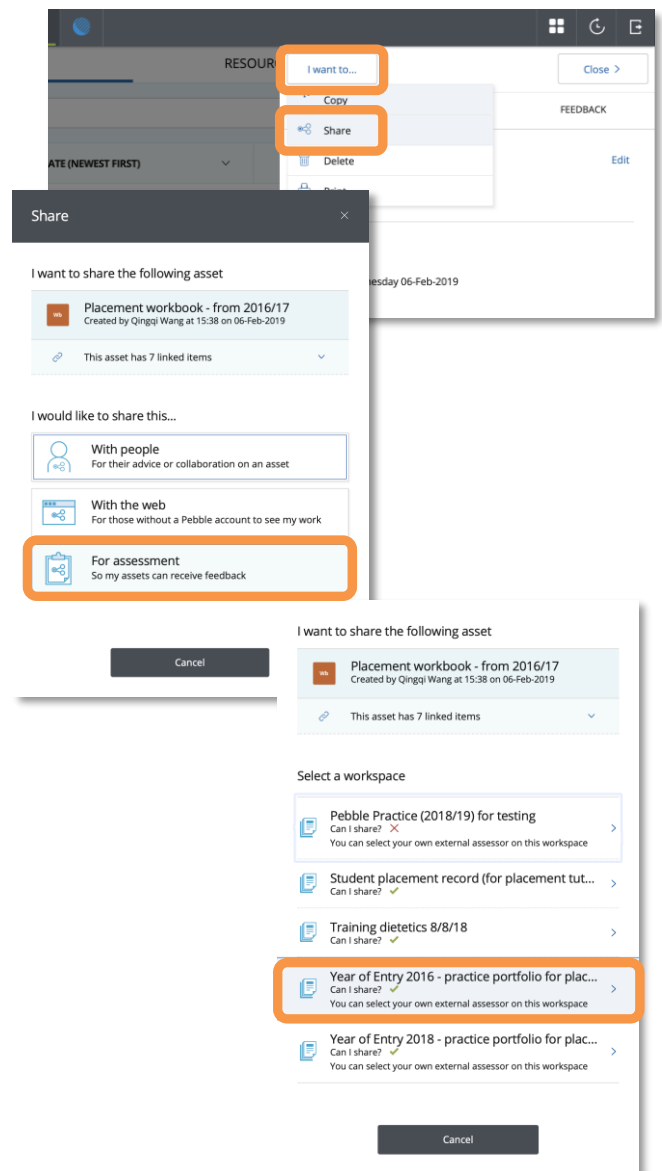 RESOUR
I want to...
Close >
Copy
FEEDBACK
Share
ATE (NEWEST FIRST)
Delete
Edit
Print
Share
esday 06-Feb-2019
I want to share the following asset
Wb
Placement workbook - from 2016/17
Created by Qingqi Wang at 15:38 on 06-Feb-2019
This asset has 7 linked items
I would like to share this...
With people
For their advice or collaboration on an asset
With the web
For those without a Pebble account to see my work
For assessment
So my assets can receive feedback
Cancel
I want to share the following asset
Wb
Placement workbook - from 2016/17
Created by Qingqi Wang at 15:38 on 06-Feb-2019
This asset has 7 linked items
Select a workspace
Pebble Practice (2018/19) for testing
Can I share? ✕
You can select your own external assessor on this workspace
Student placement record (for placement tut...
Can I share? ✓
Training dietetics 8/8/18
Can I share? ✓
Year of Entry 2016 - practice portfolio for plac...
Can I share? ✓
You can select your own external assessor on this workspace
Year of Entry 2018 - practice portfolio for plac...
Can I share? ✓
You can select your own external assessor on this workspace
Cancel